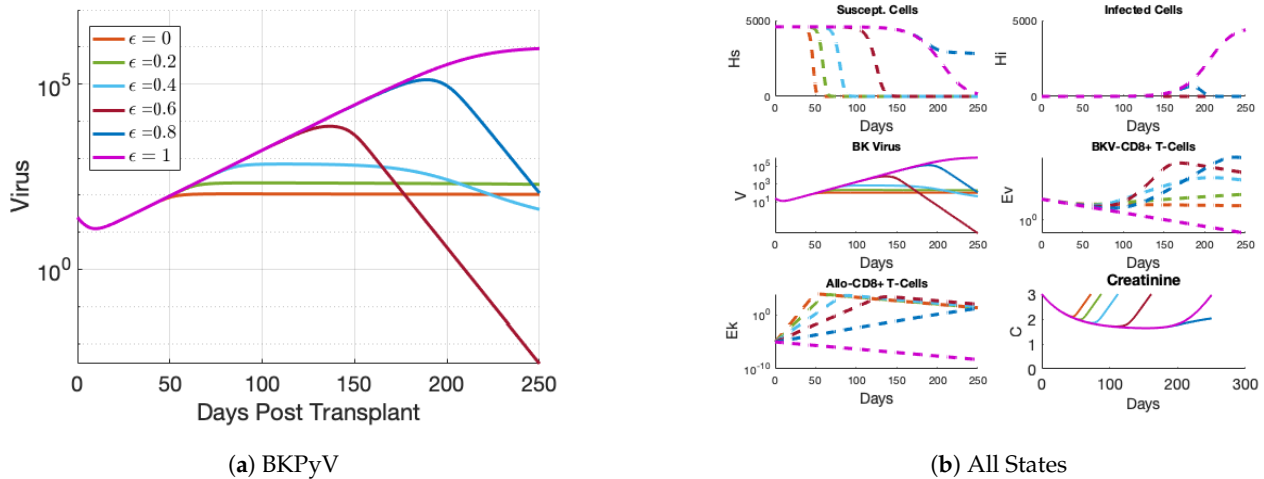 Virus
10^5
10^0
ϵ = 0
ϵ =0.2
ϵ =0.4
ϵ =0.6
ϵ =0.8
ϵ = 1
0 50 100 150 200 250
Days Post Transplant
(a) BKPyV
Suscept. Cells
Hs
5000
0
0 50 100 150 200 250
Days
Infected Cells
Hi
5000
0
0 50 100 150 200 250
Days
BK Virus
V
10^5
10^3
10^1
0 50 100 150 200 250
Days
BKV-CD8+ T-Cells
Ev
10^0
0 50 100 150 200 250
Days
Allo-CD8+ T-Cells
Ek
10^0
10^-10
0 50 100 150 200 250
Days
Creatinine
C
3
2
1
0
0 100 200 300
Days
(b) All States